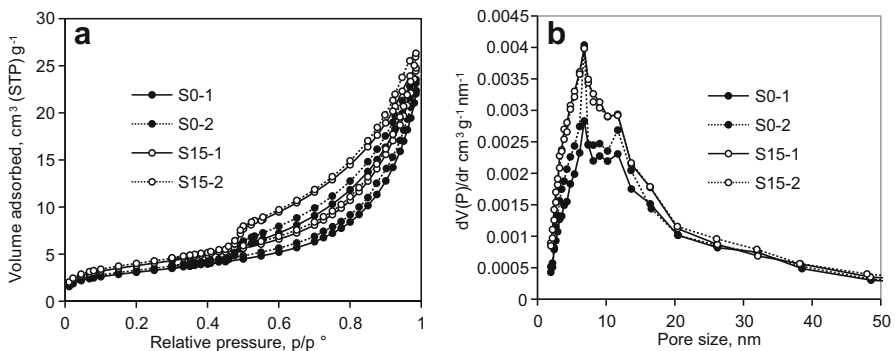 a
Volume adsorbed, cm³ (STP) g⁻¹
30
25
20
15
10
5
0
S0-1
S0-2
S15-1
S15-2
0 0.2 0.4 0.6 0.8 1
Relative pressure, p/p °
b
dV(P)/dr cm³ g⁻¹ nm⁻¹
0.0045
0.004
0.0035
0.003
0.0025
0.002
0.0015
0.001
0.0005
0
S0-1
S0-2
S15-1
S15-2
0 10 20 30 40 50
Pore size, nm